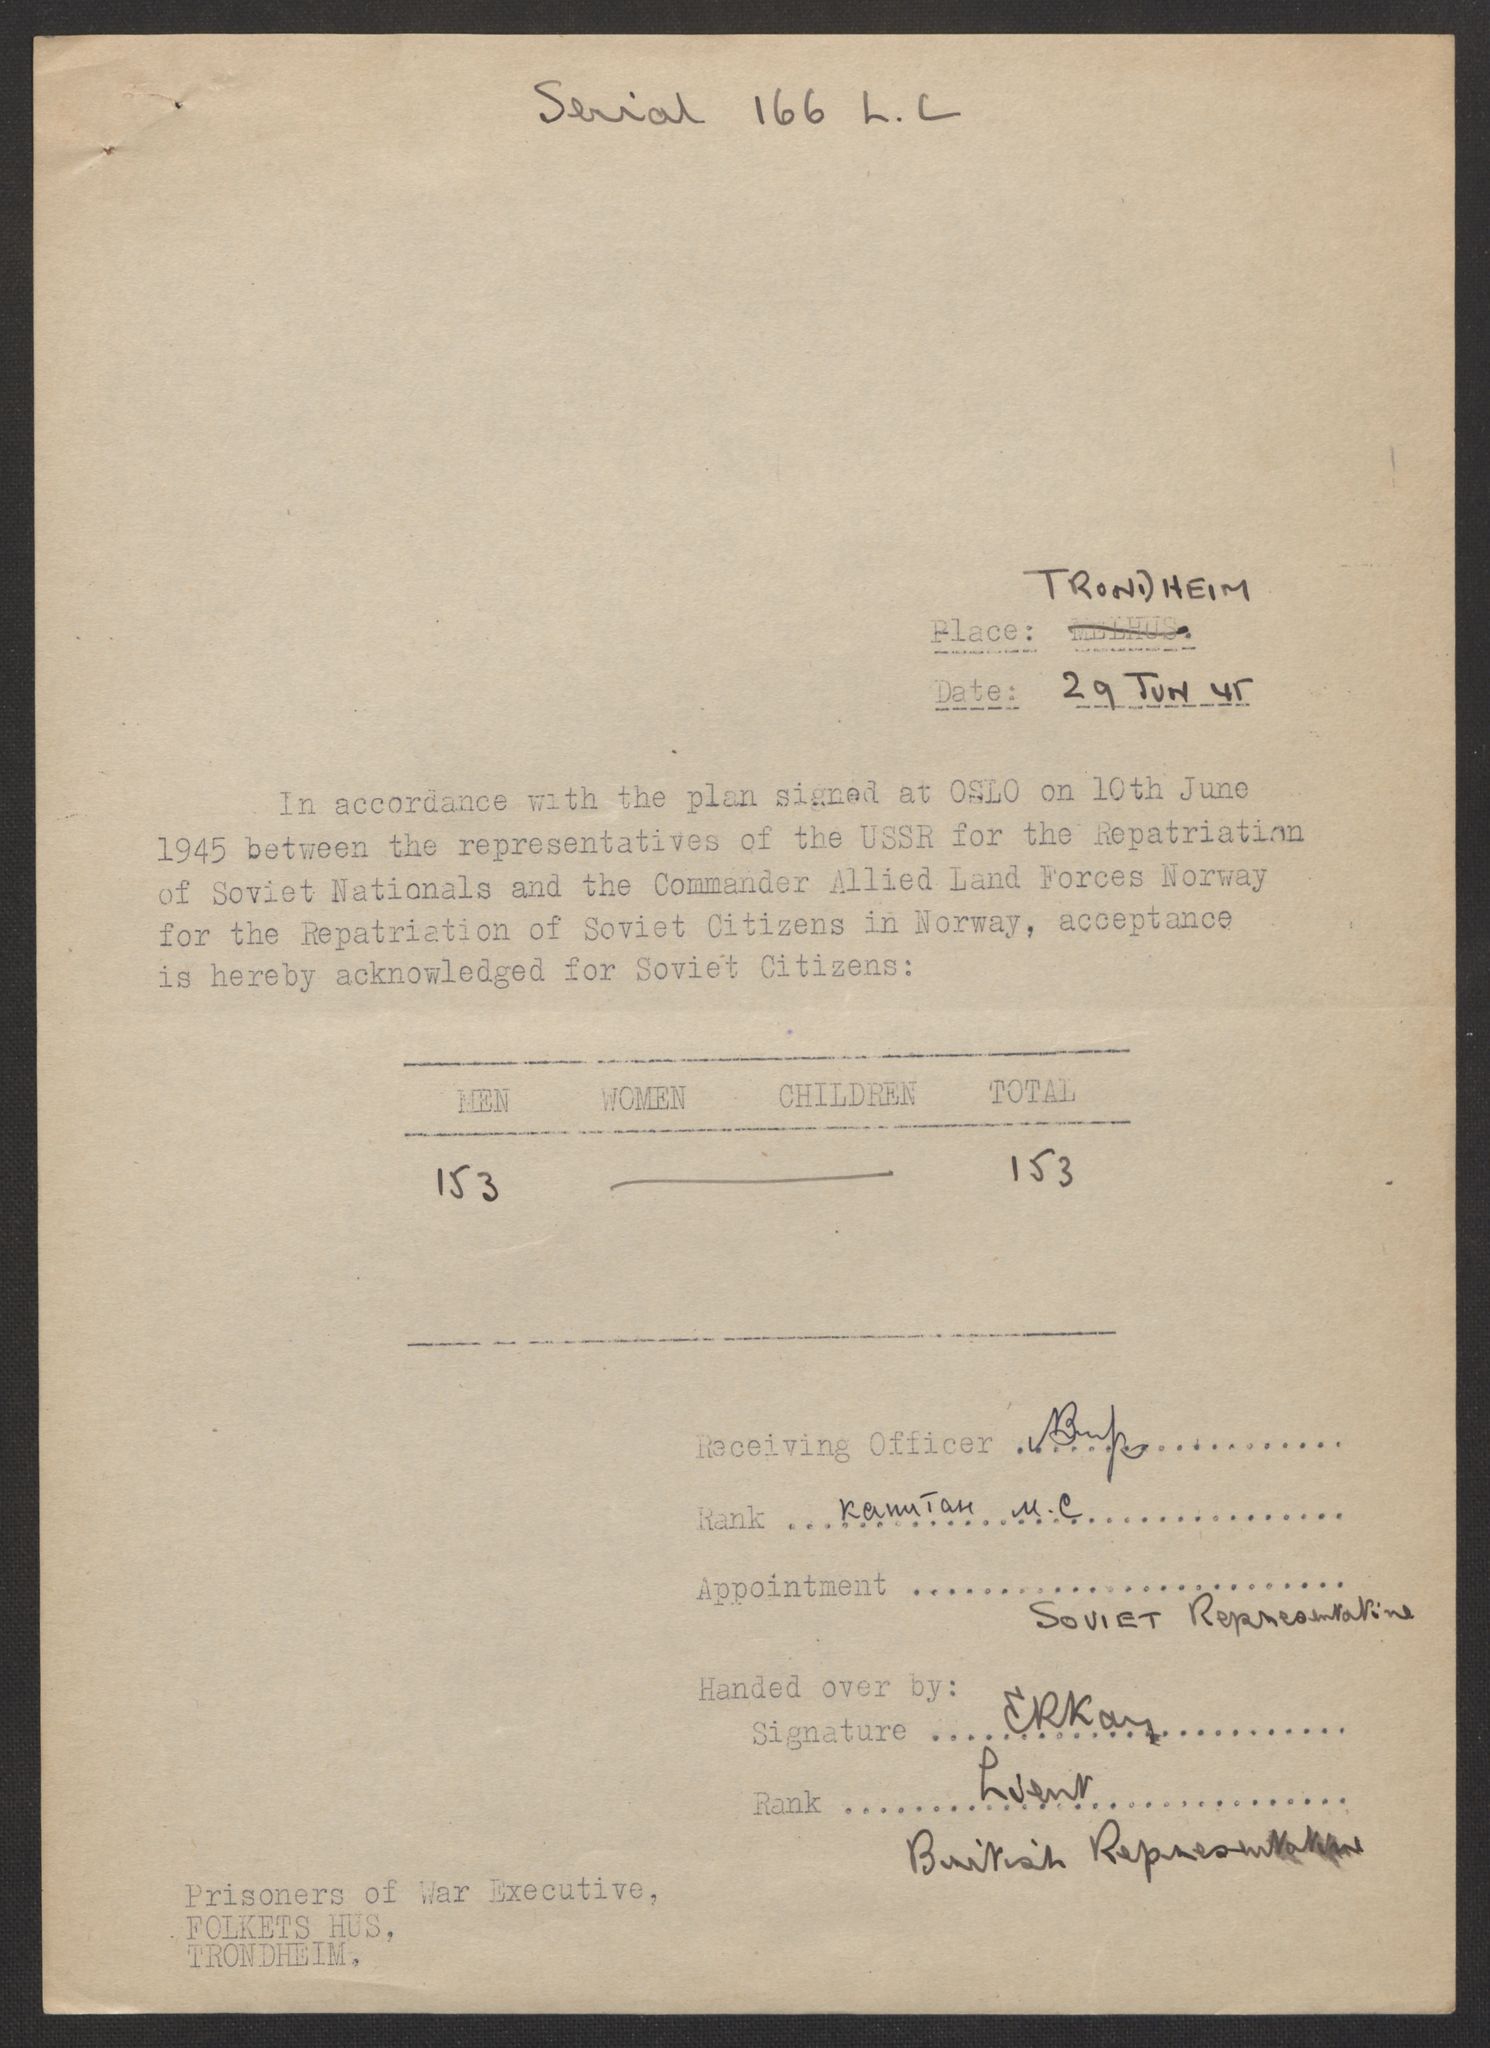 Serial 166 L.C
TRONDHEIM
Place: MELHUS.
Date: 29 JUN 45
In accordance with the plan signed at OSLO on 10th June
1945 between the representatives of the USSR for the Repatriation
of Soviet Nationals and the Commander Allied Land Forces Norway
for the Repatriation of Soviet Citizens in Norway, acceptance
is hereby acknowledged for Soviet Citizens:
MEN WOMEN CHILDREN TOTAL
153 153
Receiving Officer
Rank капитан м.с
Appointment
SOVIET Representative
Handed over by:
Signature ERKay
Rank Lieut
British Representative
Prisoners of War Executive,
FOLKETS HUS,
TRONDHEIM.